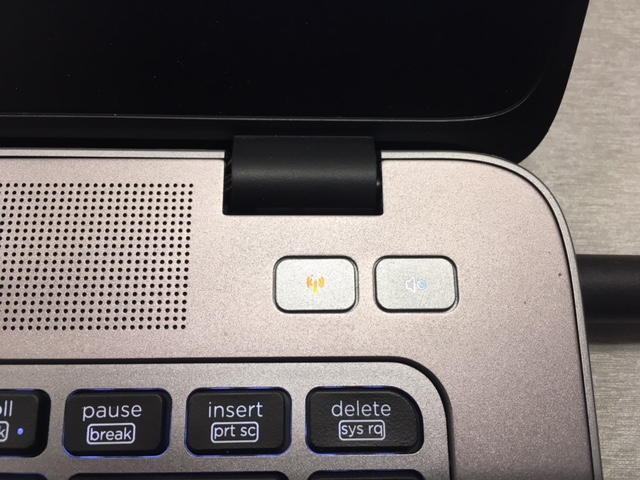 pause
break
insert
prt sc
delete
sys rq